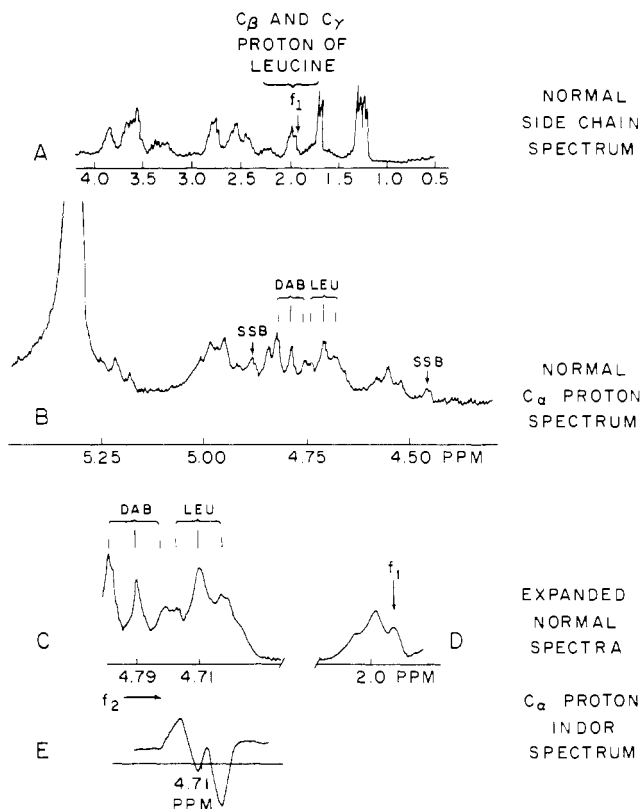 Cβ AND Cγ
PROTON OF
LEUCINE
f1
NORMAL
SIDE CHAIN
SPECTRUM
A
4.0 3.5 3.0 2.5 2.0 1.5 1.0 0.5
DAB LEU
SSB
SSB
NORMAL
Cα PROTON
SPECTRUM
B
5.25 5.00 4.75 4.50 PPM
DAB LEU
f1
EXPANDED
NORMAL
SPECTRA
C
D
4.79 4.71
2.0 PPM
f2
Cα PROTON
INDOR
SPECTRUM
E
4.71
PPM